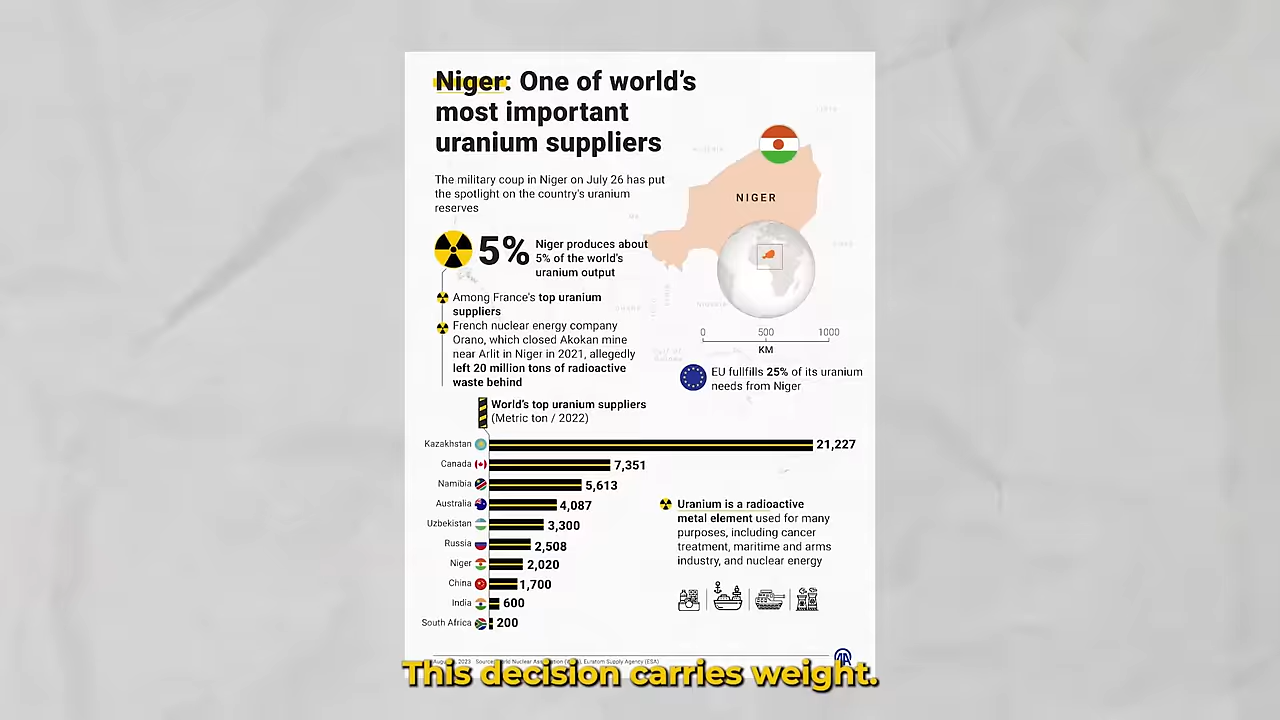 Niger: One of world's
most important
uranium suppliers
The military coup in Niger on July 26 has put
the spotlight on the country's uranium
reserves
NIGER
5%
Niger produces about
5% of the world's
uranium output
Among France's top uranium
suppliers
French nuclear energy company
Orano, which closed Akokan mine
near Arlit in Niger in 2021, allegedly
left 20 million tons of radioactive
waste behind
0 500 1000
KM
EU fullfills 25% of its uranium
needs from Niger
World's top uranium suppliers
(Metric ton / 2022)
Kazakhstan 21,227
Canada 7,351
Namibia 5,613
Australia 4,087
Uzbekistan 3,300
Russia 2,508
Niger 2,020
China 1,700
India 600
South Africa 200
Uranium is a radioactive
metal element used for many
purposes, including cancer
treatment, maritime and arms
industry, and nuclear energy
This decision carries weight.